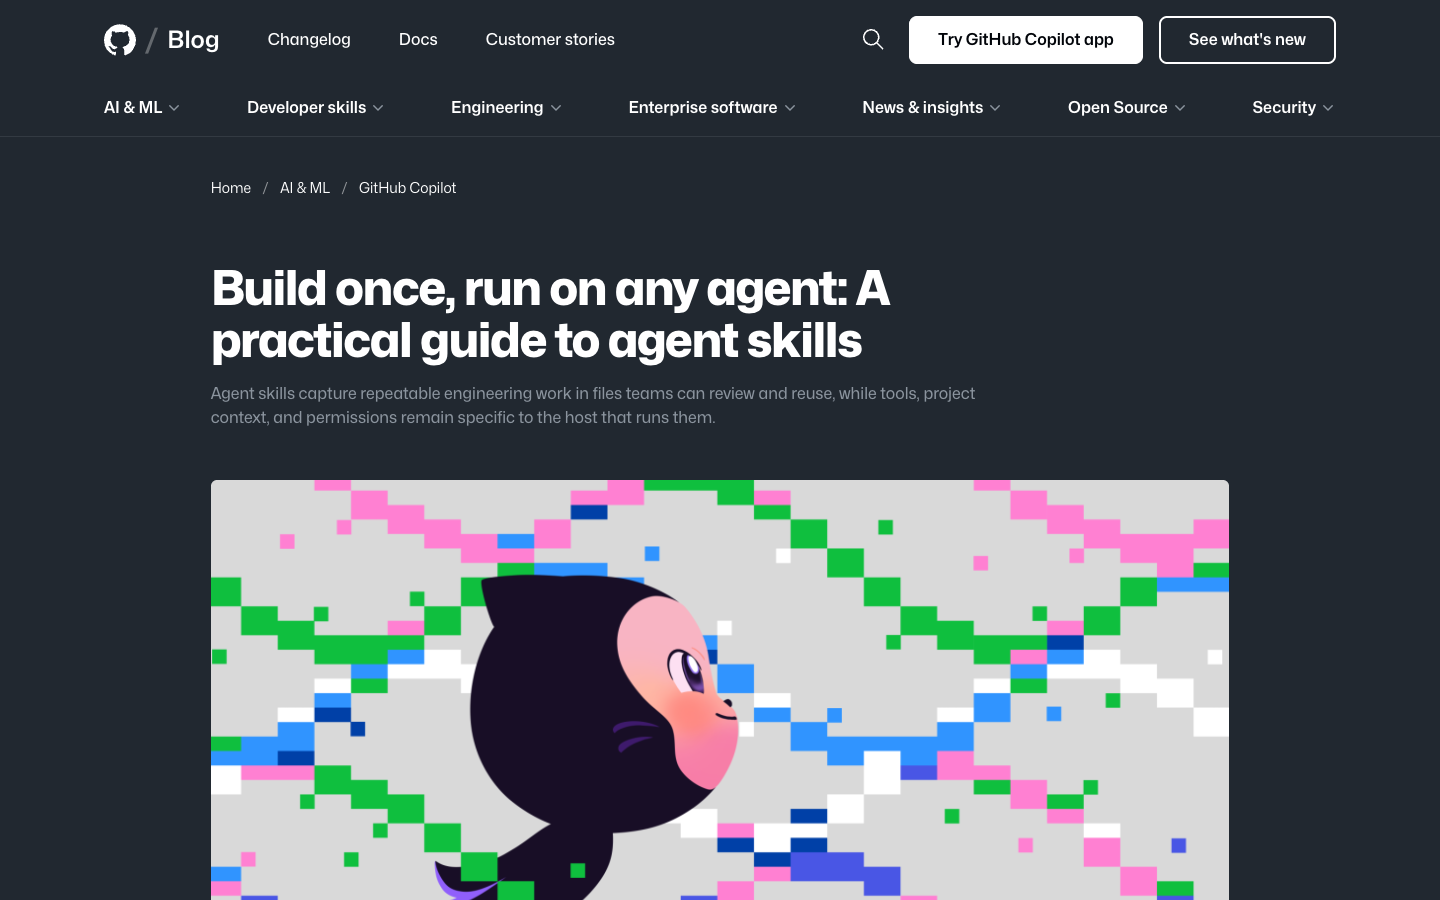 / Blog
Changelog
Docs
Customer stories
Try GitHub Copilot app
See what's new
AI & ML
Developer skills
Engineering
Enterprise software
News & insights
Open Source
Security
Home / AI & ML / GitHub Copilot
Build once, run on any agent: A
practical guide to agent skills
Agent skills capture repeatable engineering work in files teams can review and reuse, while tools, project
context, and permissions remain specific to the host that runs them.